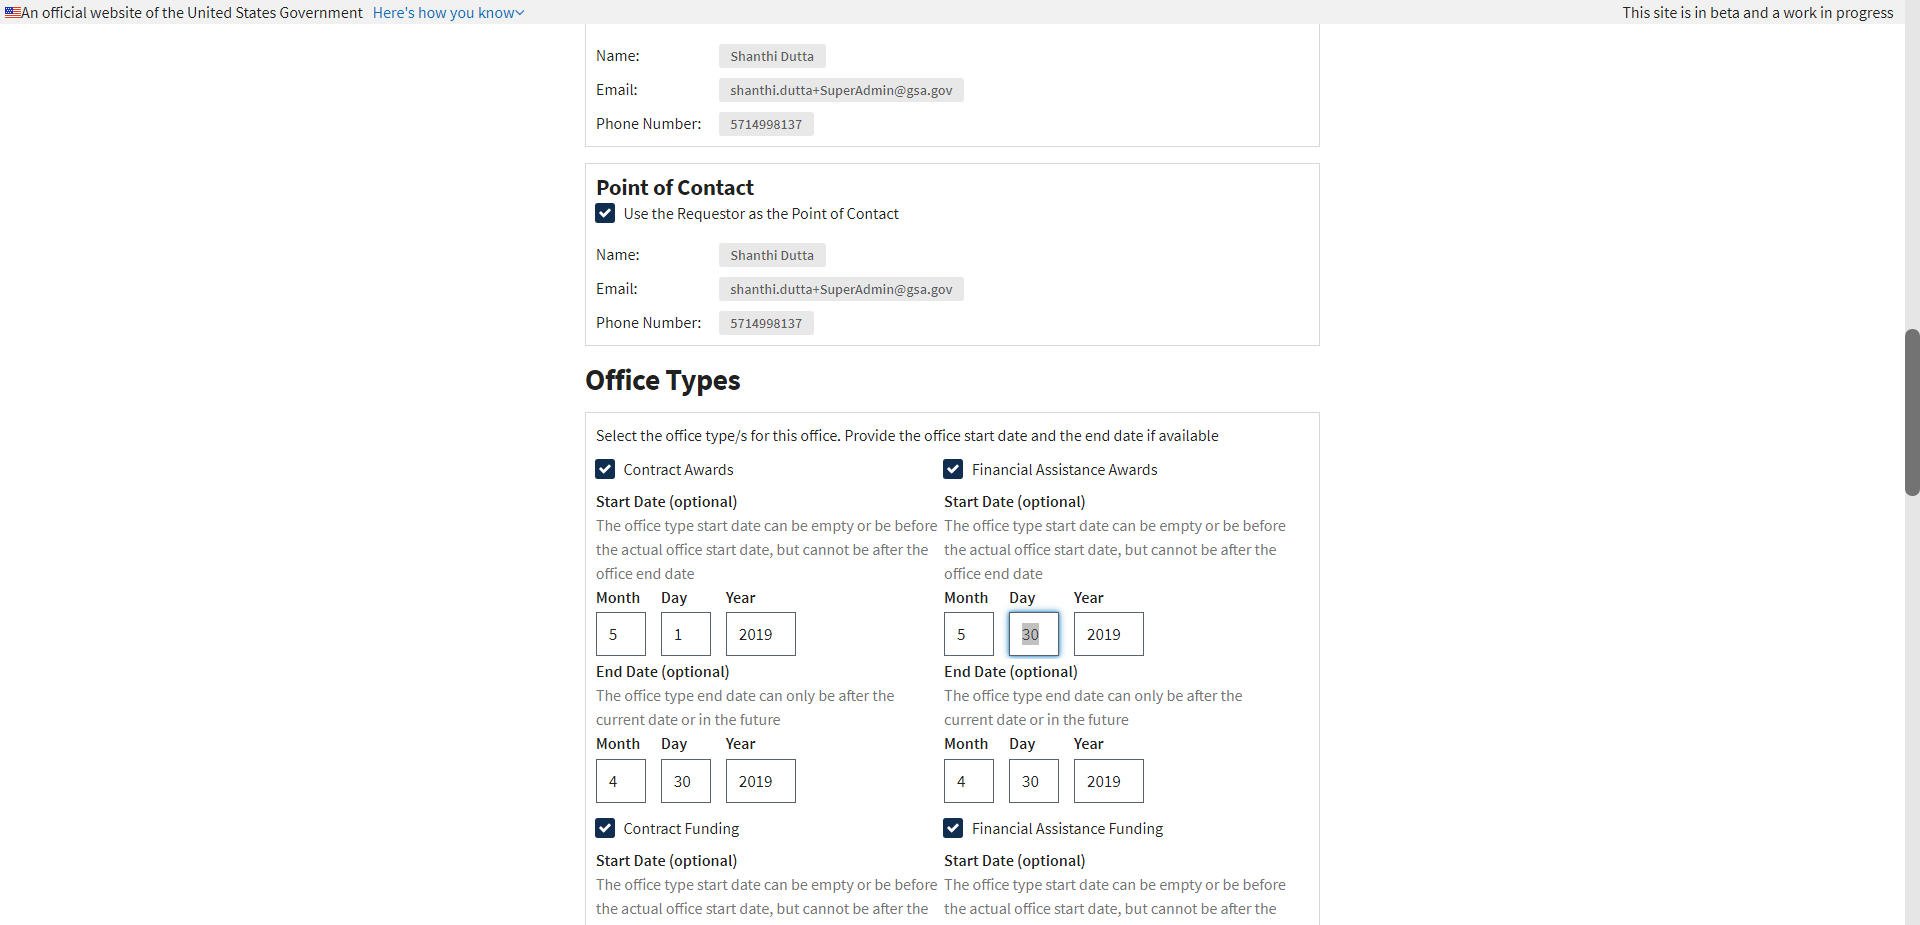 An official website of the United States Government Here's how you know
This site is in beta and a work in progress
Name: Shanthi Dutta
Email: shanthi.dutta+SuperAdmin@gsa.gov
Phone Number: 5714998137
Point of Contact
Use the Requestor as the Point of Contact
Name: Shanthi Dutta
Email: shanthi.dutta+SuperAdmin@gsa.gov
Phone Number: 5714998137
Office Types
Select the office type/s for this office. Provide the office start date and the end date if available
Contract Awards
Start Date (optional)
The office type start date can be empty or be before
the actual office start date, but cannot be after the
office end date
Month Day Year
5 1 2019
End Date (optional)
The office type end date can only be after the
current date or in the future
Month Day Year
4 30 2019
Financial Assistance Awards
Start Date (optional)
The office type start date can be empty or be before
the actual office start date, but cannot be after the
office end date
Month Day Year
5 30 2019
End Date (optional)
The office type end date can only be after the
current date or in the future
Month Day Year
4 30 2019
Contract Funding
Start Date (optional)
The office type start date can be empty or be before
the actual office start date, but cannot be after the
Financial Assistance Funding
Start Date (optional)
The office type start date can be empty or be before
the actual office start date, but cannot be after the